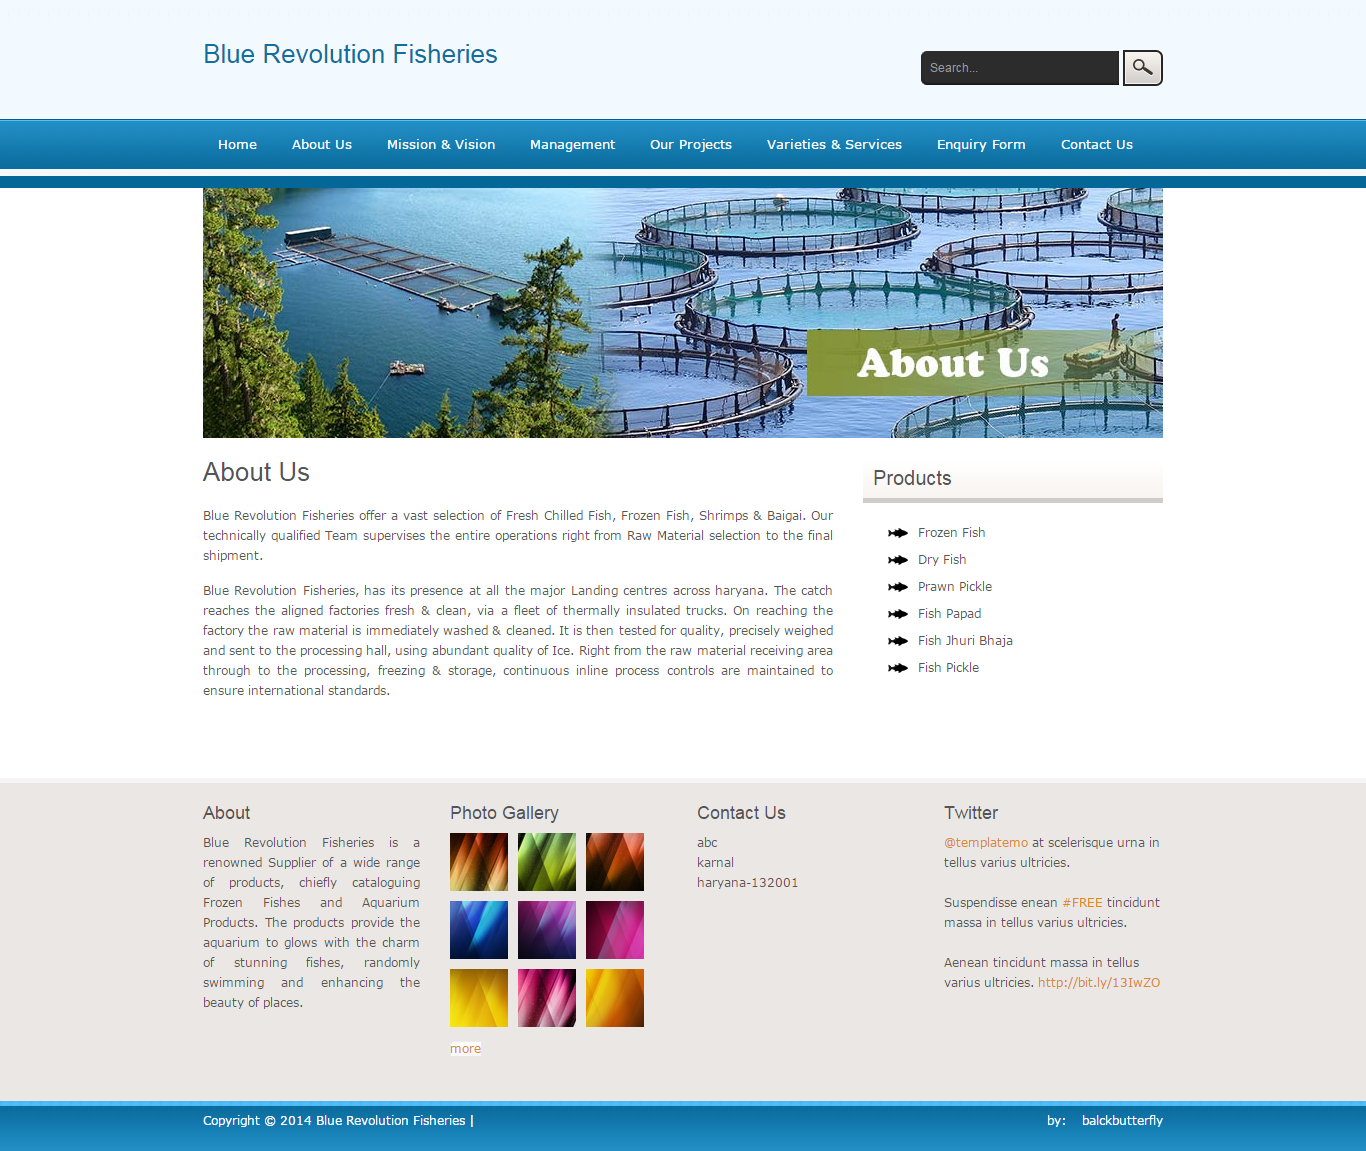 Blue Revolution Fisheries
Search...
Home
About Us
Mission & Vision
Management
Our Projects
Varieties & Services
Enquiry Form
Contact Us
About Us
About Us
Blue Revolution Fisheries offer a vast selection of Fresh Chilled Fish, Frozen Fish, Shrimps & Baigai. Our
technically qualified Team supervises the entire operations right from Raw Material selection to the final
shipment.
Blue Revolution Fisheries, has its presence at all the major Landing centres across haryana. The catch
reaches the aligned factories fresh & clean, via a fleet of thermally insulated trucks. On reaching the
factory the raw material is immediately washed & cleaned. It is then tested for quality, precisely weighed
and sent to the processing hall, using abundant quality of Ice. Right from the raw material receiving area
through to the processing, freezing & storage, continuous inline process controls are maintained to
ensure international standards.
Products
Frozen Fish
Dry Fish
Prawn Pickle
Fish Papad
Fish Jhuri Bhaja
Fish Pickle
About
Blue Revolution Fisheries is a
renowned Supplier of a wide range
of products, chiefly cataloguing
Frozen Fishes and Aquarium
Products. The products provide the
aquarium to glows with the charm
of stunning fishes, randomly
swimming and enhancing the
beauty of places.
Photo Gallery
more
Contact Us
abc
karnal
haryana-132001
Twitter
@templatemo at scelerisque urna in
tellus varius ultricies.
Suspendisse enean #FREE tincidunt
massa in tellus varius ultricies.
Aenean tincidunt massa in tellus
varius ultricies. http://bit.ly/13IwZO
Copyright © 2014 Blue Revolution Fisheries |
by: balckbutterfly